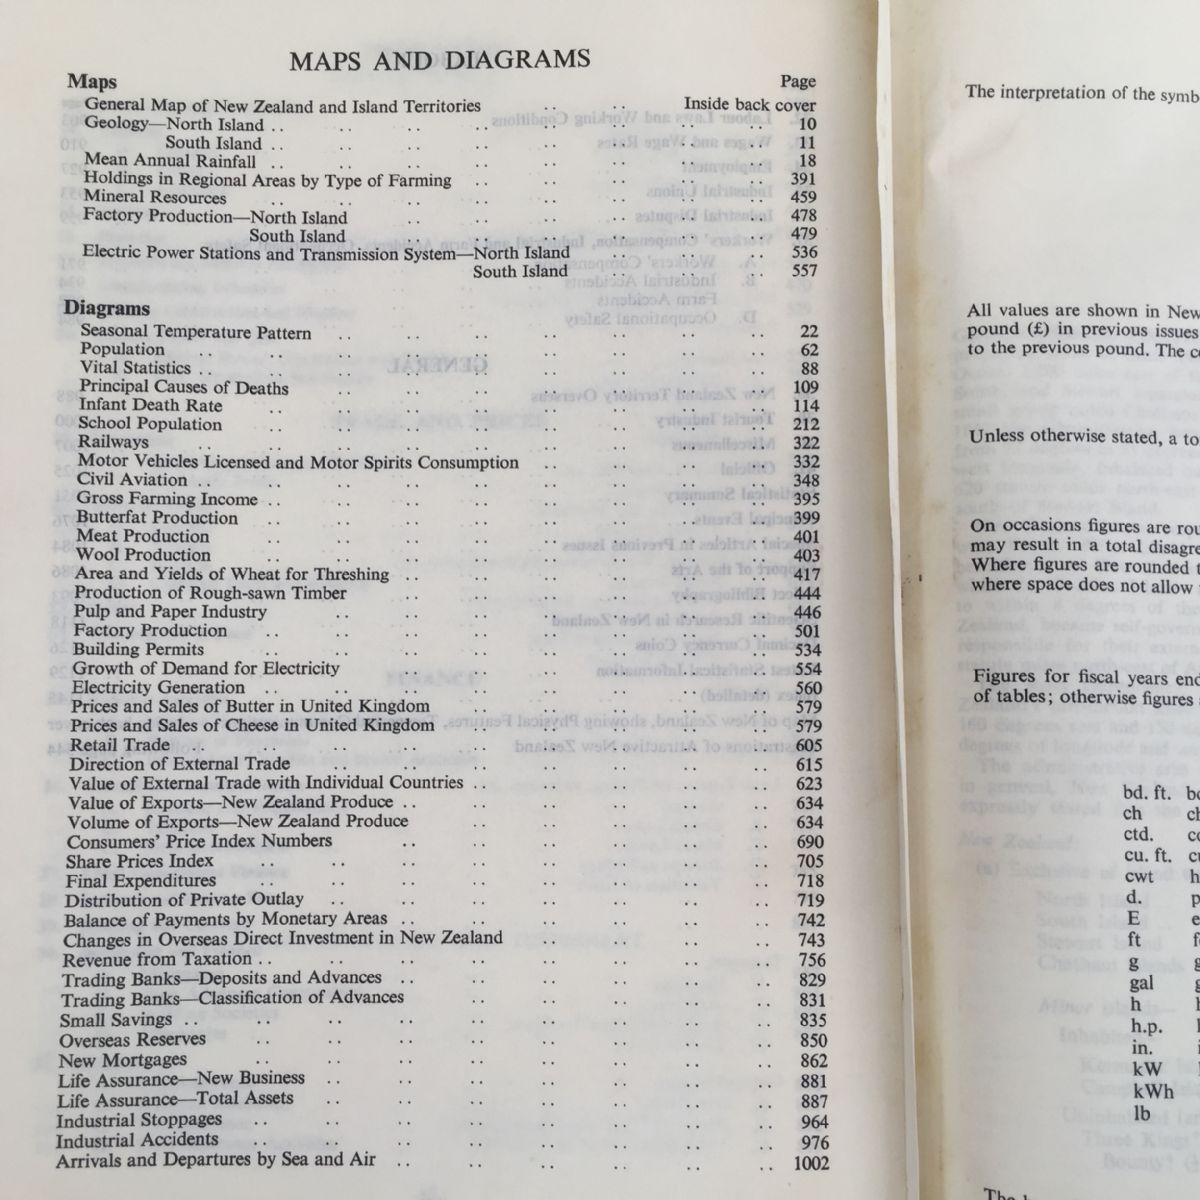 MAPS AND DIAGRAMS
Maps Page
General Map of New Zealand and Island Territories .. .. Inside back cover
Geology—North Island .. .. .. .. .. .. .. .. 10
South Island .. .. .. .. .. .. .. .. 11
Mean Annual Rainfall .. .. .. .. .. .. .. .. 18
Holdings in Regional Areas by Type of Farming .. .. .. .. .. 391
Mineral Resources .. .. .. .. .. .. .. .. 459
Factory Production—North Island .. .. .. .. .. .. 478
South Island .. .. .. .. .. .. 479
Electric Power Stations and Transmission System—North Island .. .. .. 536
South Island .. .. .. 557
Diagrams
Seasonal Temperature Pattern .. .. .. .. .. .. .. 22
Population .. .. .. .. .. .. .. .. .. 62
Vital Statistics .. .. .. .. .. .. .. .. .. 88
Principal Causes of Deaths .. .. .. .. .. .. .. 109
Infant Death Rate .. .. .. .. .. .. .. .. 114
School Population .. .. .. .. .. .. .. .. 212
Railways .. .. .. .. .. .. .. .. .. 322
Motor Vehicles Licensed and Motor Spirits Consumption .. .. .. .. 332
Civil Aviation .. .. .. .. .. .. .. .. .. 348
Gross Farming Income .. .. .. .. .. .. .. .. 395
Butterfat Production .. .. .. .. .. .. .. .. 399
Meat Production .. .. .. .. .. .. .. .. 401
Wool Production .. .. .. .. .. .. .. .. 403
Area and Yields of Wheat for Threshing .. .. .. .. .. .. 417
Production of Rough-sawn Timber .. .. .. .. .. .. 444
Pulp and Paper Industry .. .. .. .. .. .. .. 446
Factory Production .. .. .. .. .. .. .. .. 501
Building Permits .. .. .. .. .. .. .. .. 534
Growth of Demand for Electricity .. .. .. .. .. .. 554
Electricity Generation .. .. .. .. .. .. .. .. 560
Prices and Sales of Butter in United Kingdom .. .. .. .. .. 579
Prices and Sales of Cheese in United Kingdom .. .. .. .. .. 579
Retail Trade .. .. .. .. .. .. .. .. .. 605
Direction of External Trade .. .. .. .. .. .. .. 615
Value of External Trade with Individual Countries .. .. .. .. .. 623
Value of Exports—New Zealand Produce .. .. .. .. .. .. 634
Volume of Exports—New Zealand Produce .. .. .. .. .. 634
Consumers' Price Index Numbers .. .. .. .. .. .. 690
Share Prices Index .. .. .. .. .. .. .. .. 705
Final Expenditures .. .. .. .. .. .. .. .. 718
Distribution of Private Outlay .. .. .. .. .. .. .. 719
Balance of Payments by Monetary Areas .. .. .. .. .. .. 742
Changes in Overseas Direct Investment in New Zealand .. .. .. .. 743
Revenue from Taxation .. .. .. .. .. .. .. .. 756
Trading Banks—Deposits and Advances .. .. .. .. .. .. 829
Trading Banks—Classification of Advances .. .. .. .. .. 831
Small Savings .. .. .. .. .. .. .. .. .. 835
Overseas Reserves .. .. .. .. .. .. .. .. 850
New Mortgages .. .. .. .. .. .. .. .. 862
Life Assurance—New Business .. .. .. .. .. .. .. 881
Life Assurance—Total Assets .. .. .. .. .. .. .. 887
Industrial Stoppages .. .. .. .. .. .. .. .. 964
Industrial Accidents .. .. .. .. .. .. .. .. 976
Arrivals and Departures by Sea and Air .. .. .. .. .. .. 1002
The interpretation of the symb
All values are shown in New
pound (£) in previous issues
to the previous pound. The c
Unless otherwise stated, a to
On occasions figures are rou
may result in a total disagre
Where figures are rounded t
where space does not allow
Figures for fiscal years end
of tables; otherwise figures
bd. ft. bo
ch ch
ctd. co
cu. ft. cu
cwt h
d. p
E e
ft f
g g
gal g
h h
h.p.
in. i
kW
kWh
lb